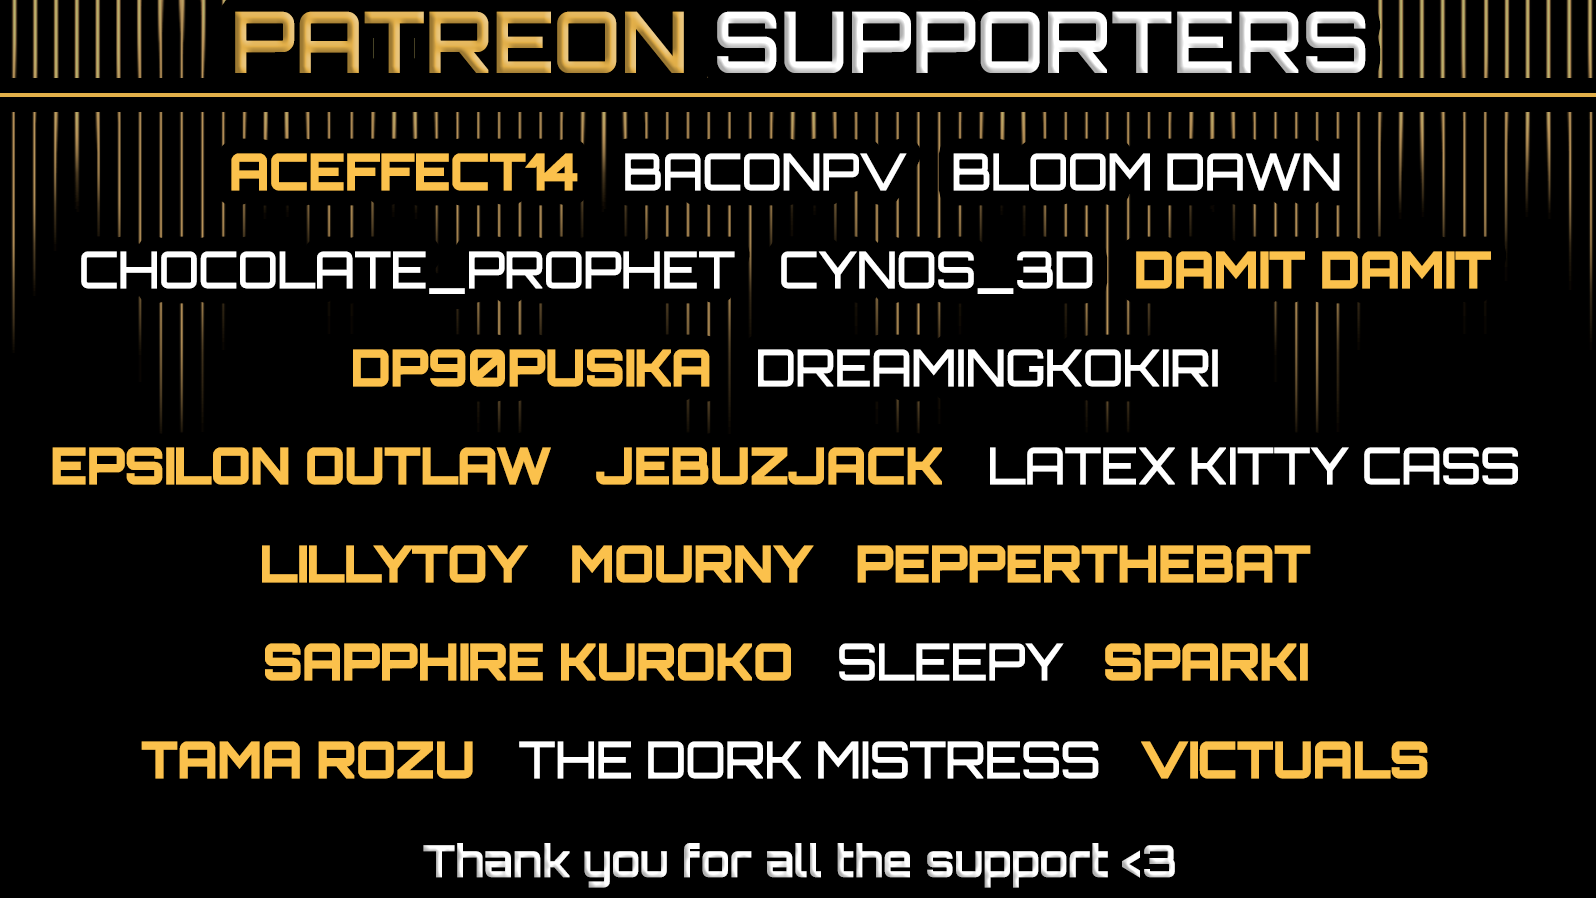 PATREON SUPPORTERS
ACEFFECT14 BACONPV BLOOM DAWN
CHOCOLATE_PROPHET CYNOS_3D DAMIT DAMIT
DP90PUSIKA DREAMINGKOKIRI
EPSILON OUTLAW JEBUZJACK LATEX KITTY CASS
LILLYTOY MOURNY PEPPERTHEBAT
SAPPHIRE KUROKO SLEEPY SPARKI
TAMA ROZU THE DORK MISTRESS VICTUALS
Thank you for all the support <3